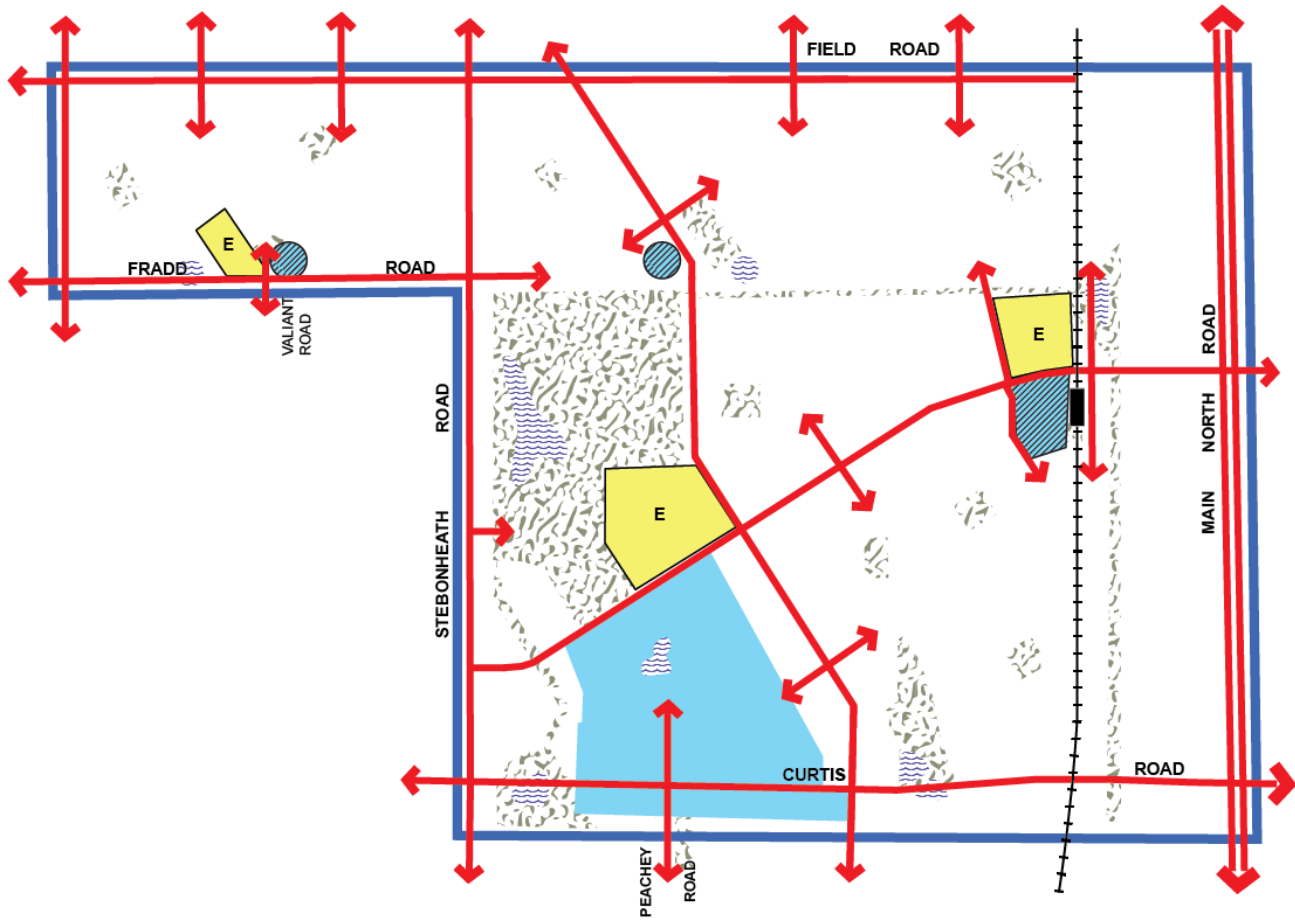 FIELD ROAD
E
FRADD ROAD
VALIANT
ROAD
E
STEBONHEATH ROAD
MAIN NORTH ROAD
E
CURTIS ROAD
PEACHEY
ROAD